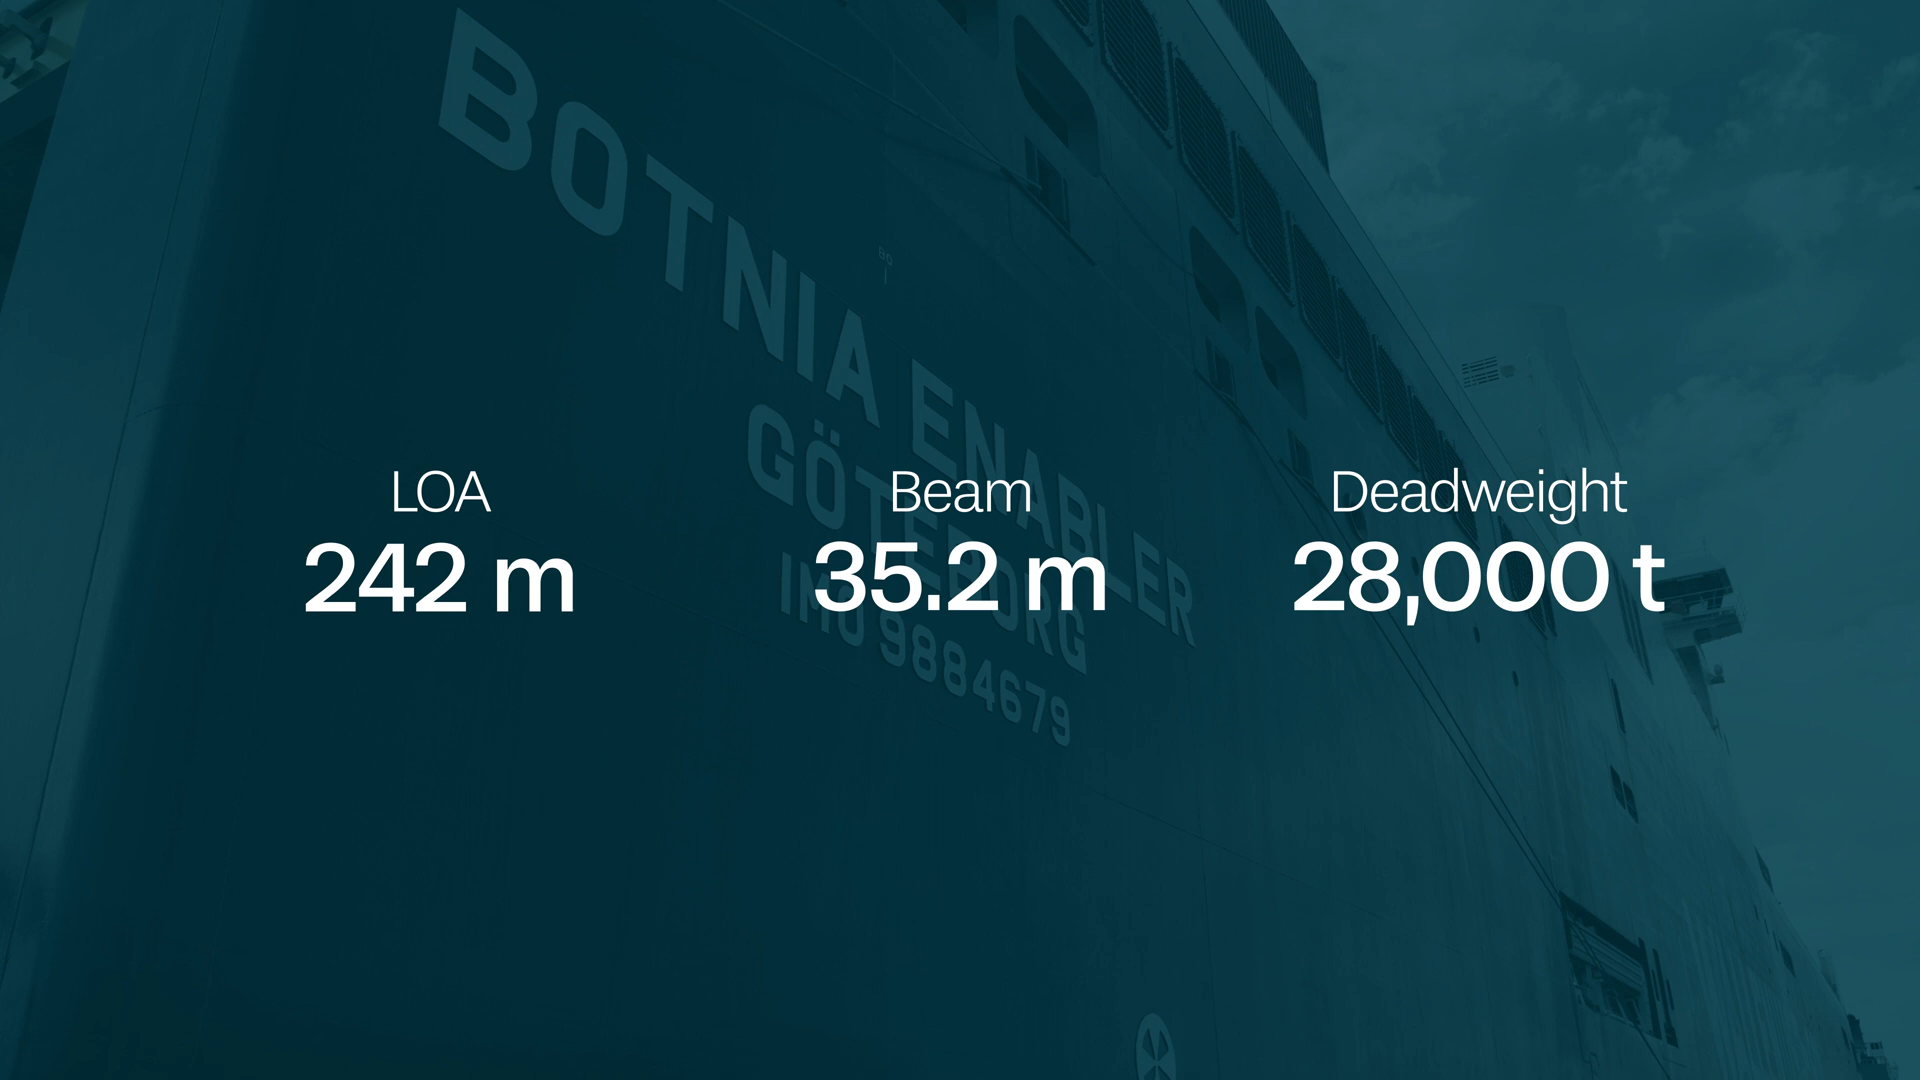 BOTNIA ENABLER
GÖTEBORG
IMO 9884679
LOA
242 m
Beam
35.2 m
Deadweight
28,000 t